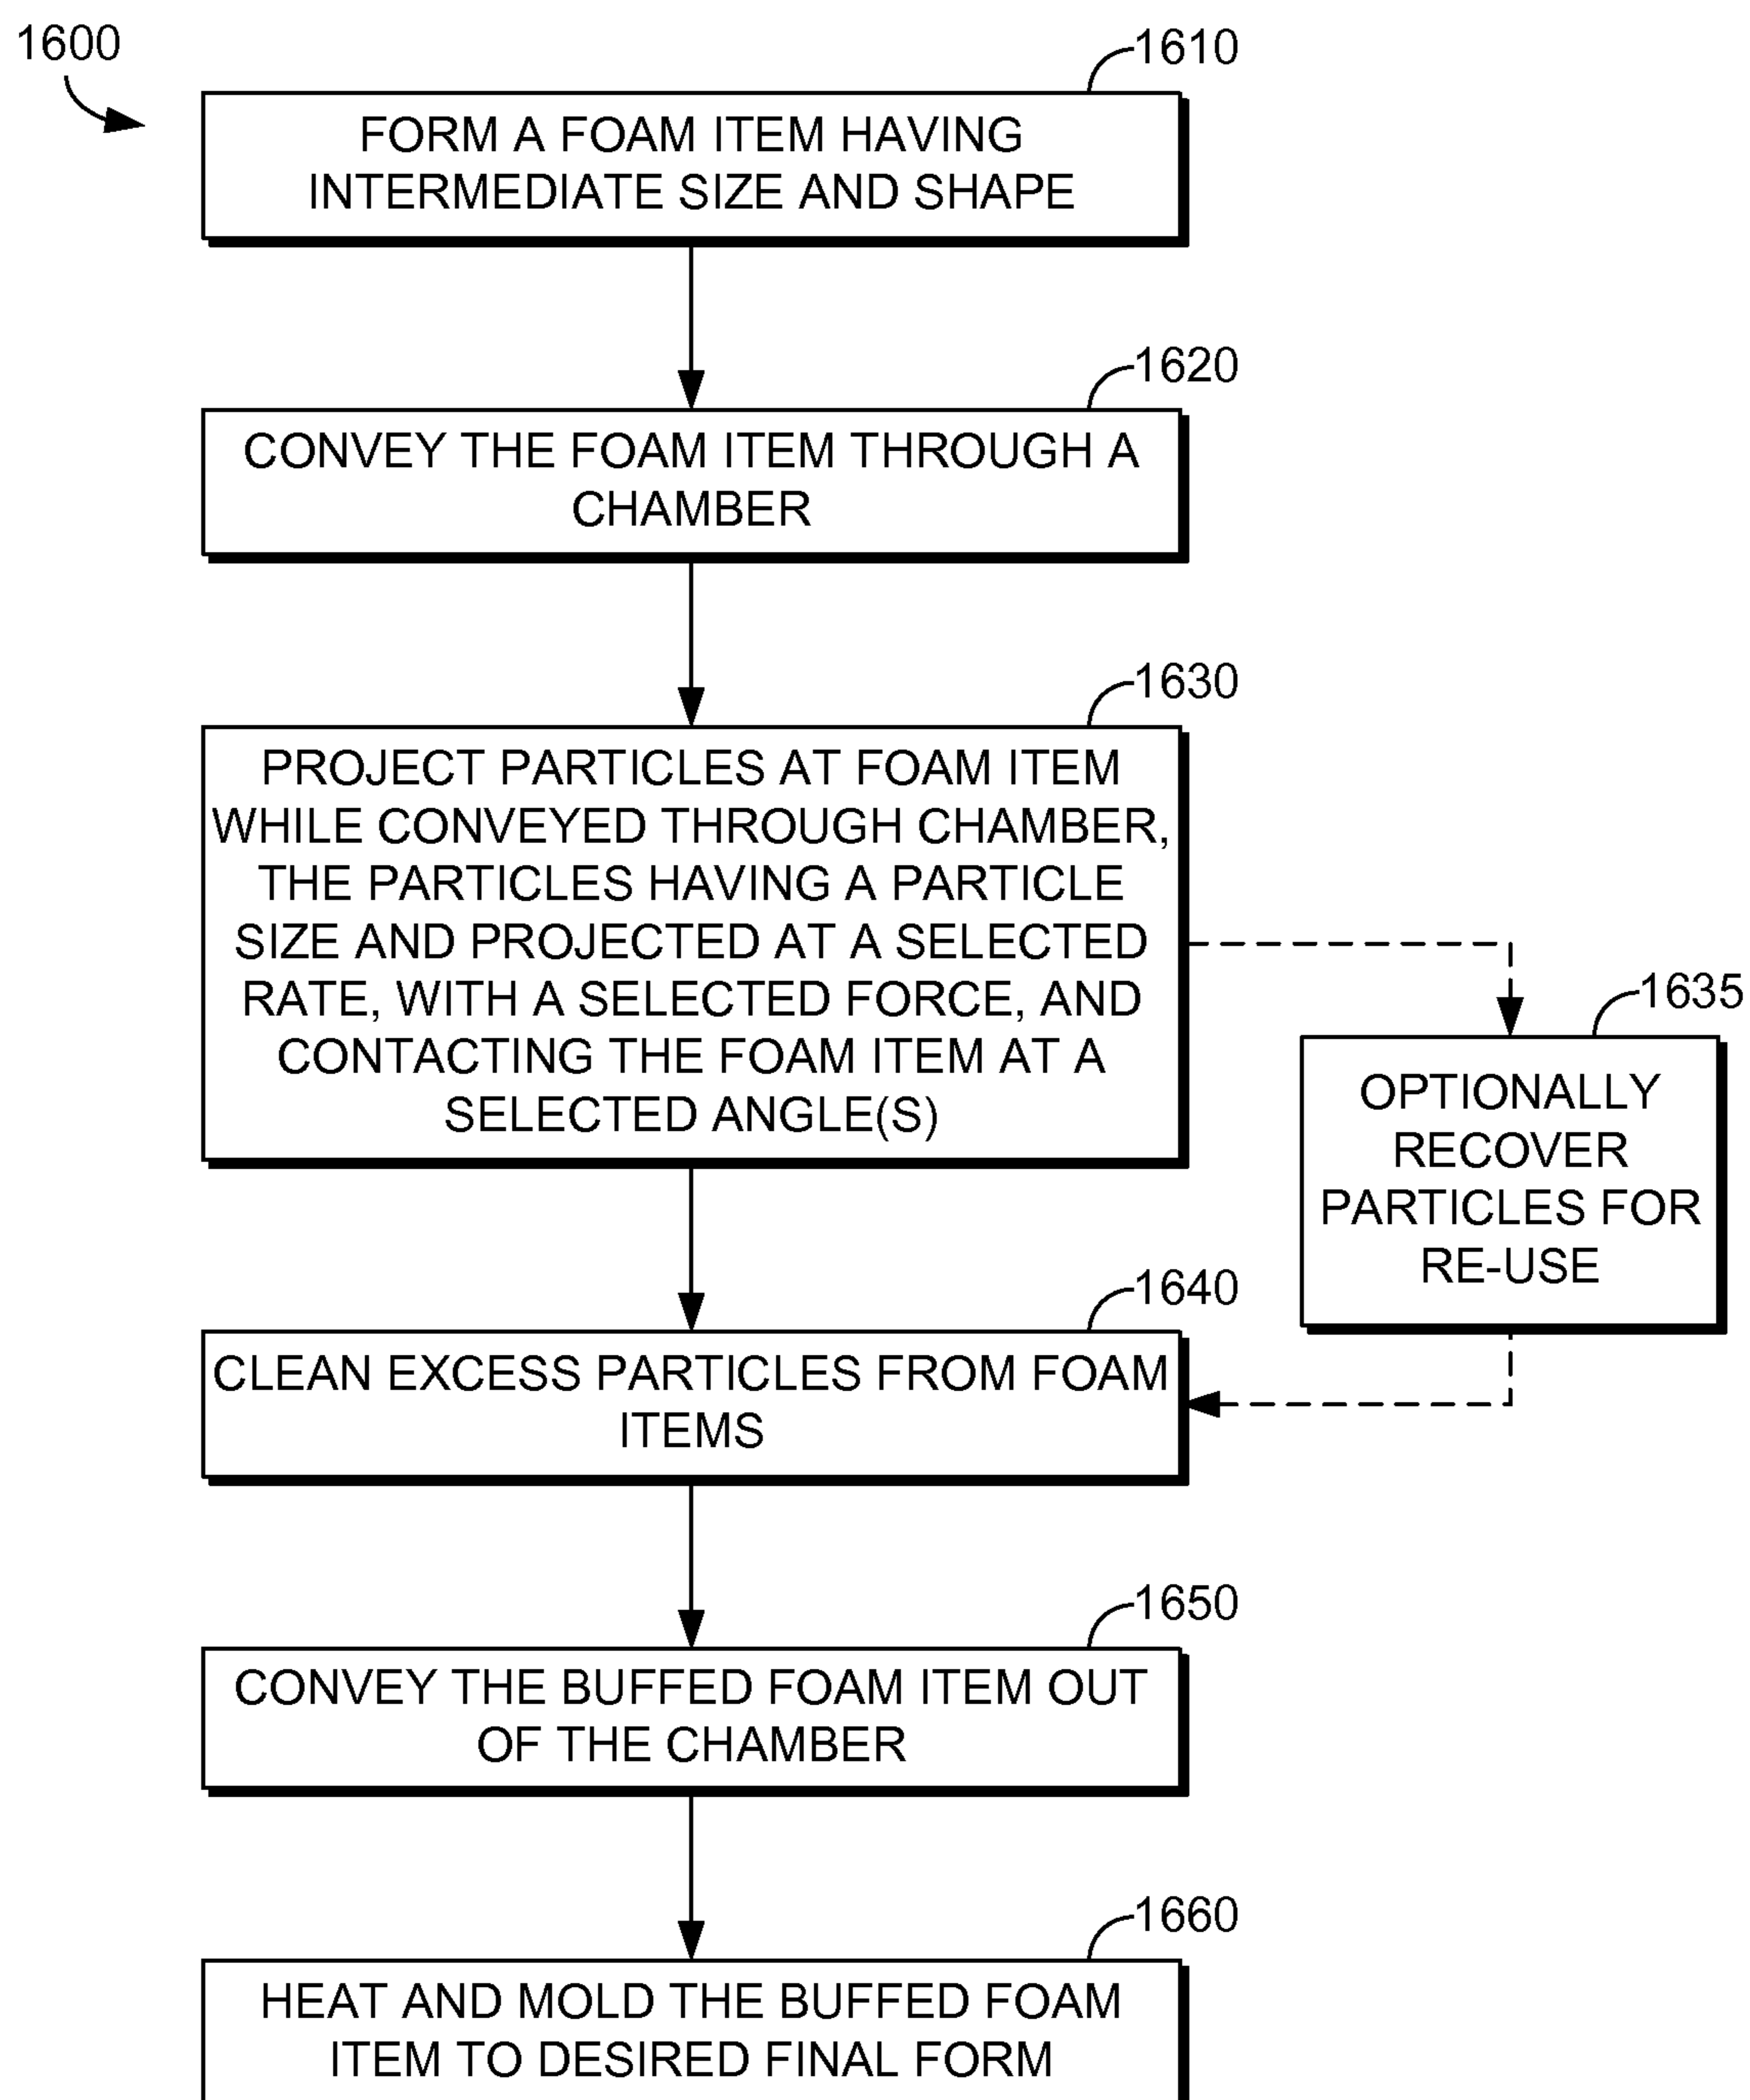 1600
1610
FORM A FOAM ITEM HAVING
INTERMEDIATE SIZE AND SHAPE
1620
CONVEY THE FOAM ITEM THROUGH A
CHAMBER
1630
PROJECT PARTICLES AT FOAM ITEM
WHILE CONVEYED THROUGH CHAMBER,
THE PARTICLES HAVING A PARTICLE
SIZE AND PROJECTED AT A SELECTED
RATE, WITH A SELECTED FORCE, AND
CONTACTING THE FOAM ITEM AT A
SELECTED ANGLE(S)
1635
OPTIONALLY
RECOVER
PARTICLES FOR
RE-USE
1640
CLEAN EXCESS PARTICLES FROM FOAM
ITEMS
1650
CONVEY THE BUFFED FOAM ITEM OUT
OF THE CHAMBER
1660
HEAT AND MOLD THE BUFFED FOAM
ITEM TO DESIRED FINAL FORM